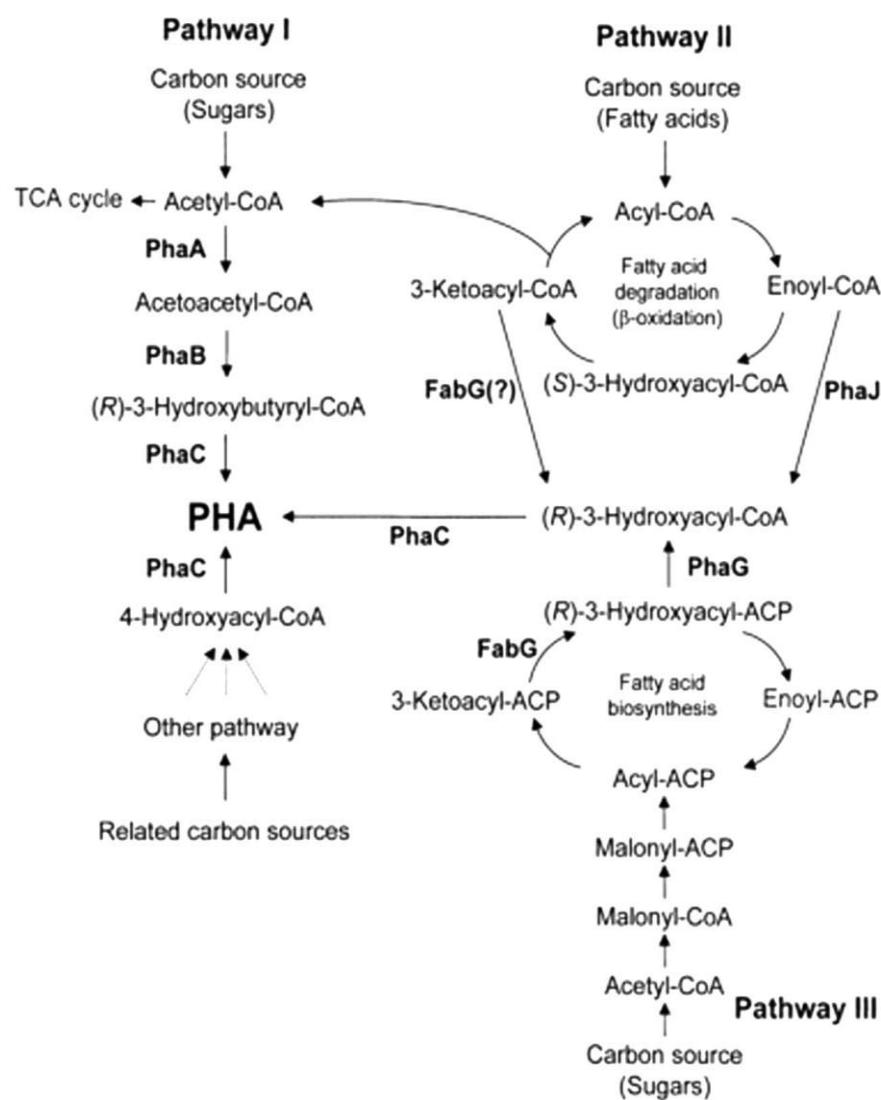 Pathway I
Carbon source
(Sugars)
TCA cycle
Acetyl-CoA
PhaA
Acetoacetyl-CoA
PhaB
(R)-3-Hydroxybutyryl-CoA
PhaC
PHA
PhaC
4-Hydroxyacyl-CoA
Other pathway
Related carbon sources
Pathway II
Carbon source
(Fatty acids)
Acyl-CoA
3-Ketoacyl-CoA
Fatty acid
degradation
(β-oxidation)
Enoyl-CoA
(S)-3-Hydroxyacyl-CoA
FabG(?)
PhaJ
(R)-3-Hydroxyacyl-CoA
PhaC
PhaG
(R)-3-Hydroxyacyl-ACP
FabG
3-Ketoacyl-ACP
Fatty acid
biosynthesis
Enoyl-ACP
Acyl-ACP
Malonyl-ACP
Malonyl-CoA
Acetyl-CoA
Pathway III
Carbon source
(Sugars)